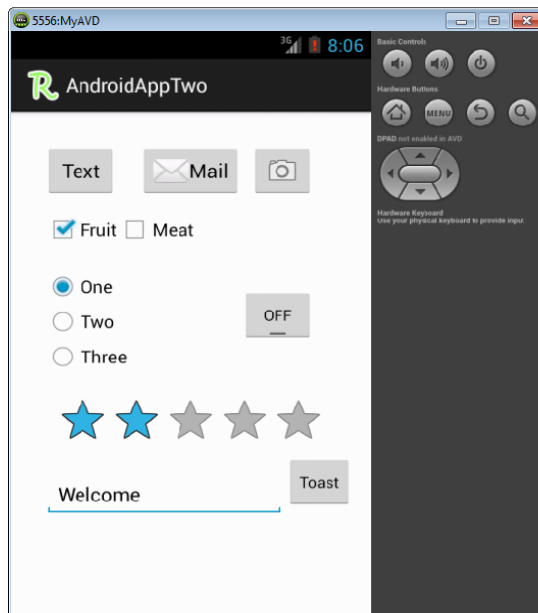 5556:MyAVD
3G 8:06
R AndroidAppTwo
Text Mail
Fruit Meat
One
Two
Three
OFF
Welcome
Toast
Basic Controls
Hardware Buttons
MENU
DPAD not enabled in AVD
Hardware Keyboard
Use your physical keyboard to provide input